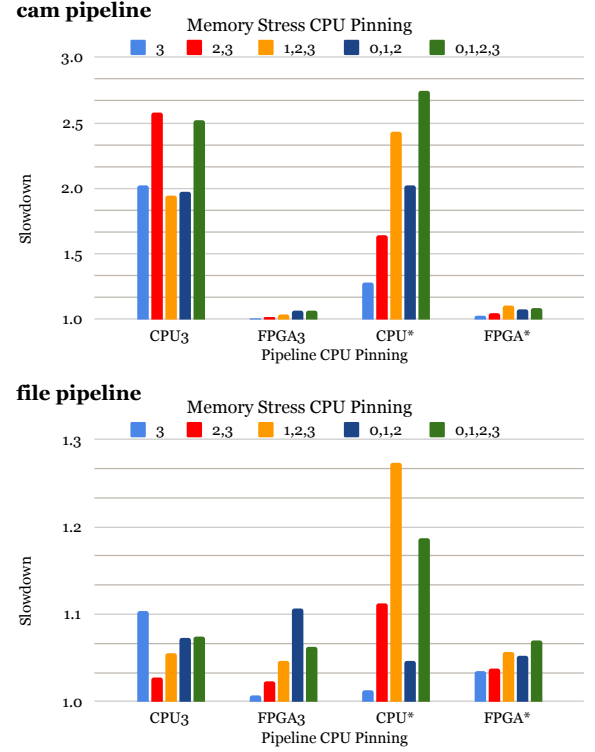 cam pipeline
Memory Stress CPU Pinning
3 2,3 1,2,3 0,1,2 0,1,2,3
3.0
2.5
2.0
1.5
1.0
Slowdown
CPU3 FPGA3 CPU* FPGA*
Pipeline CPU Pinning
file pipeline
Memory Stress CPU Pinning
3 2,3 1,2,3 0,1,2 0,1,2,3
1.3
1.2
1.1
1.0
Slowdown
CPU3 FPGA3 CPU* FPGA*
Pipeline CPU Pinning